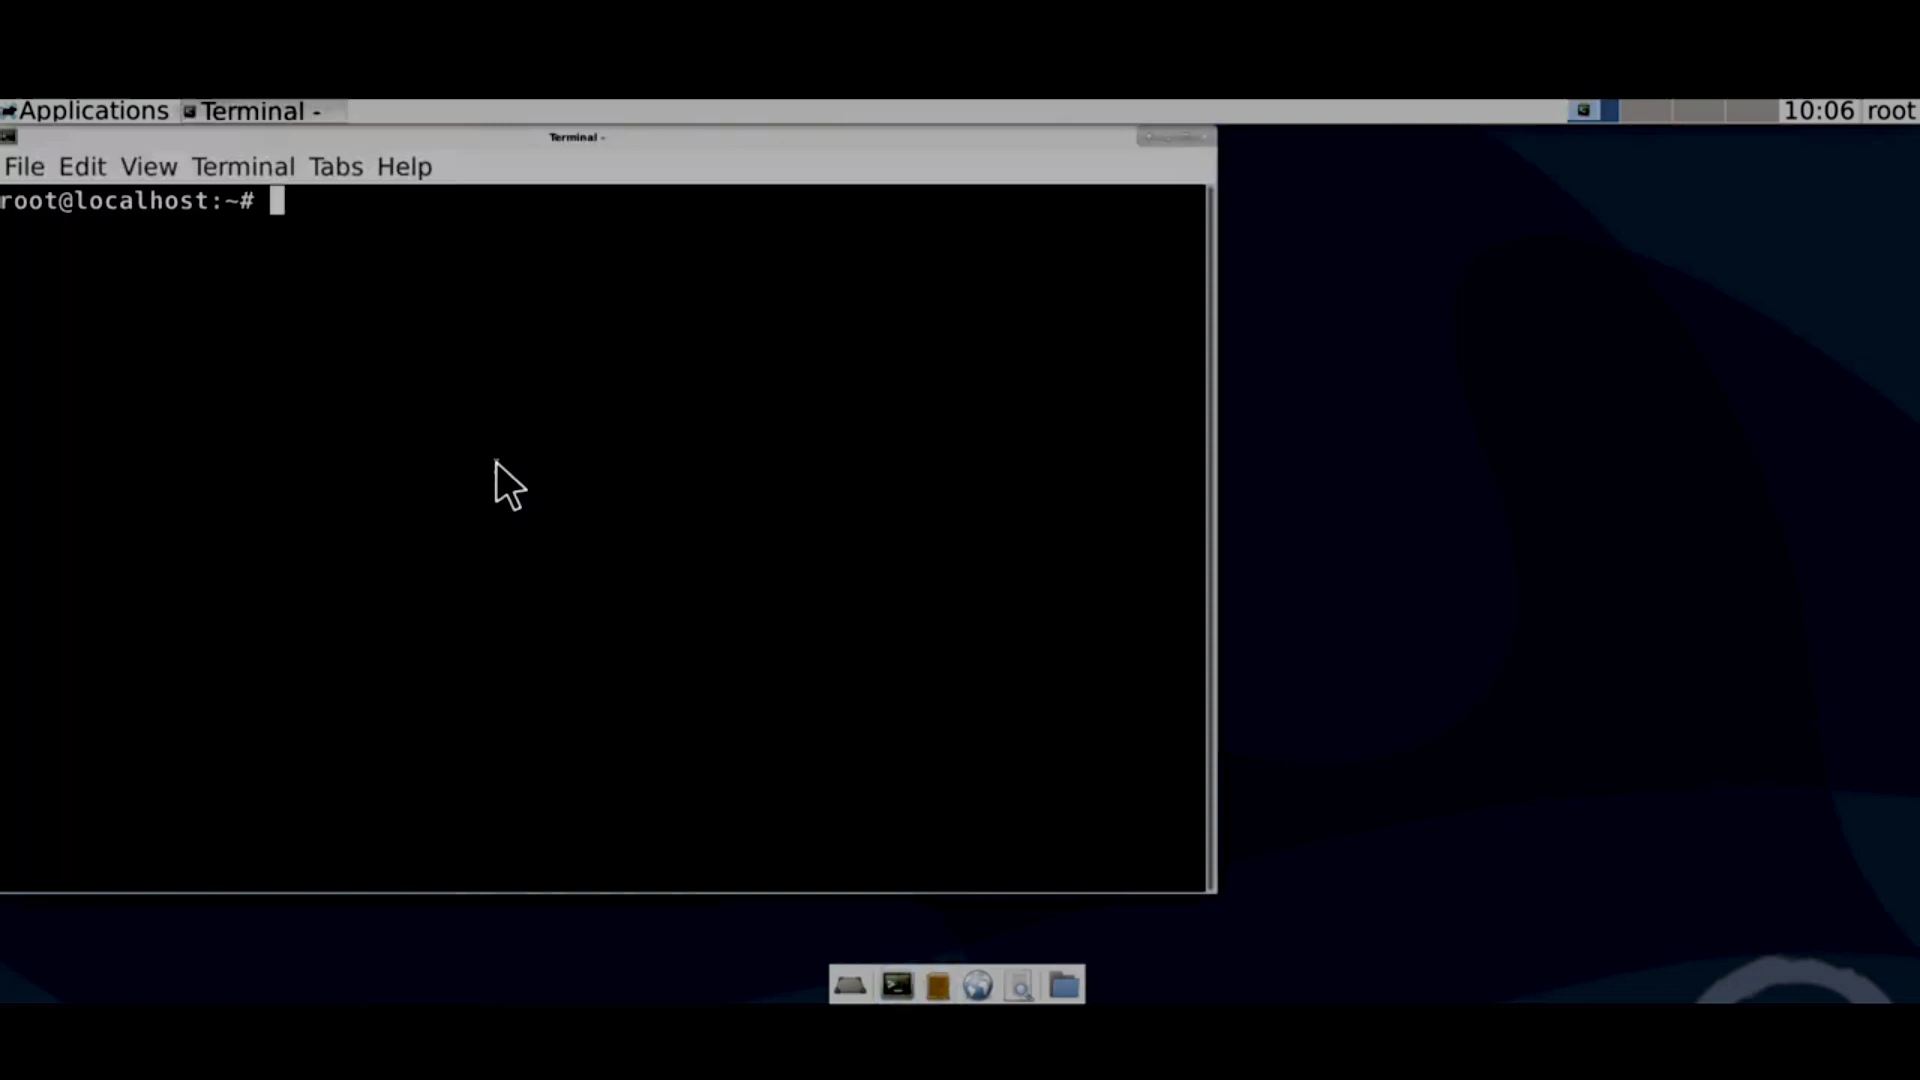 Applications Terminal - 10:06 root
Terminal -
File Edit View Terminal Tabs Help
root@localhost:~#